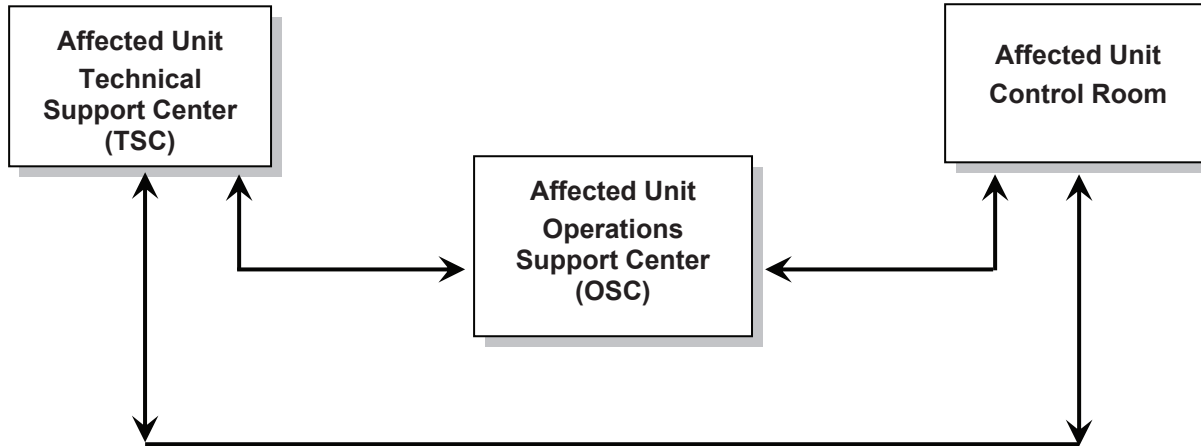 Affected Unit
Technical
Support Center
(TSC)
Affected Unit
Control Room
Affected Unit
Operations
Support Center
(OSC)